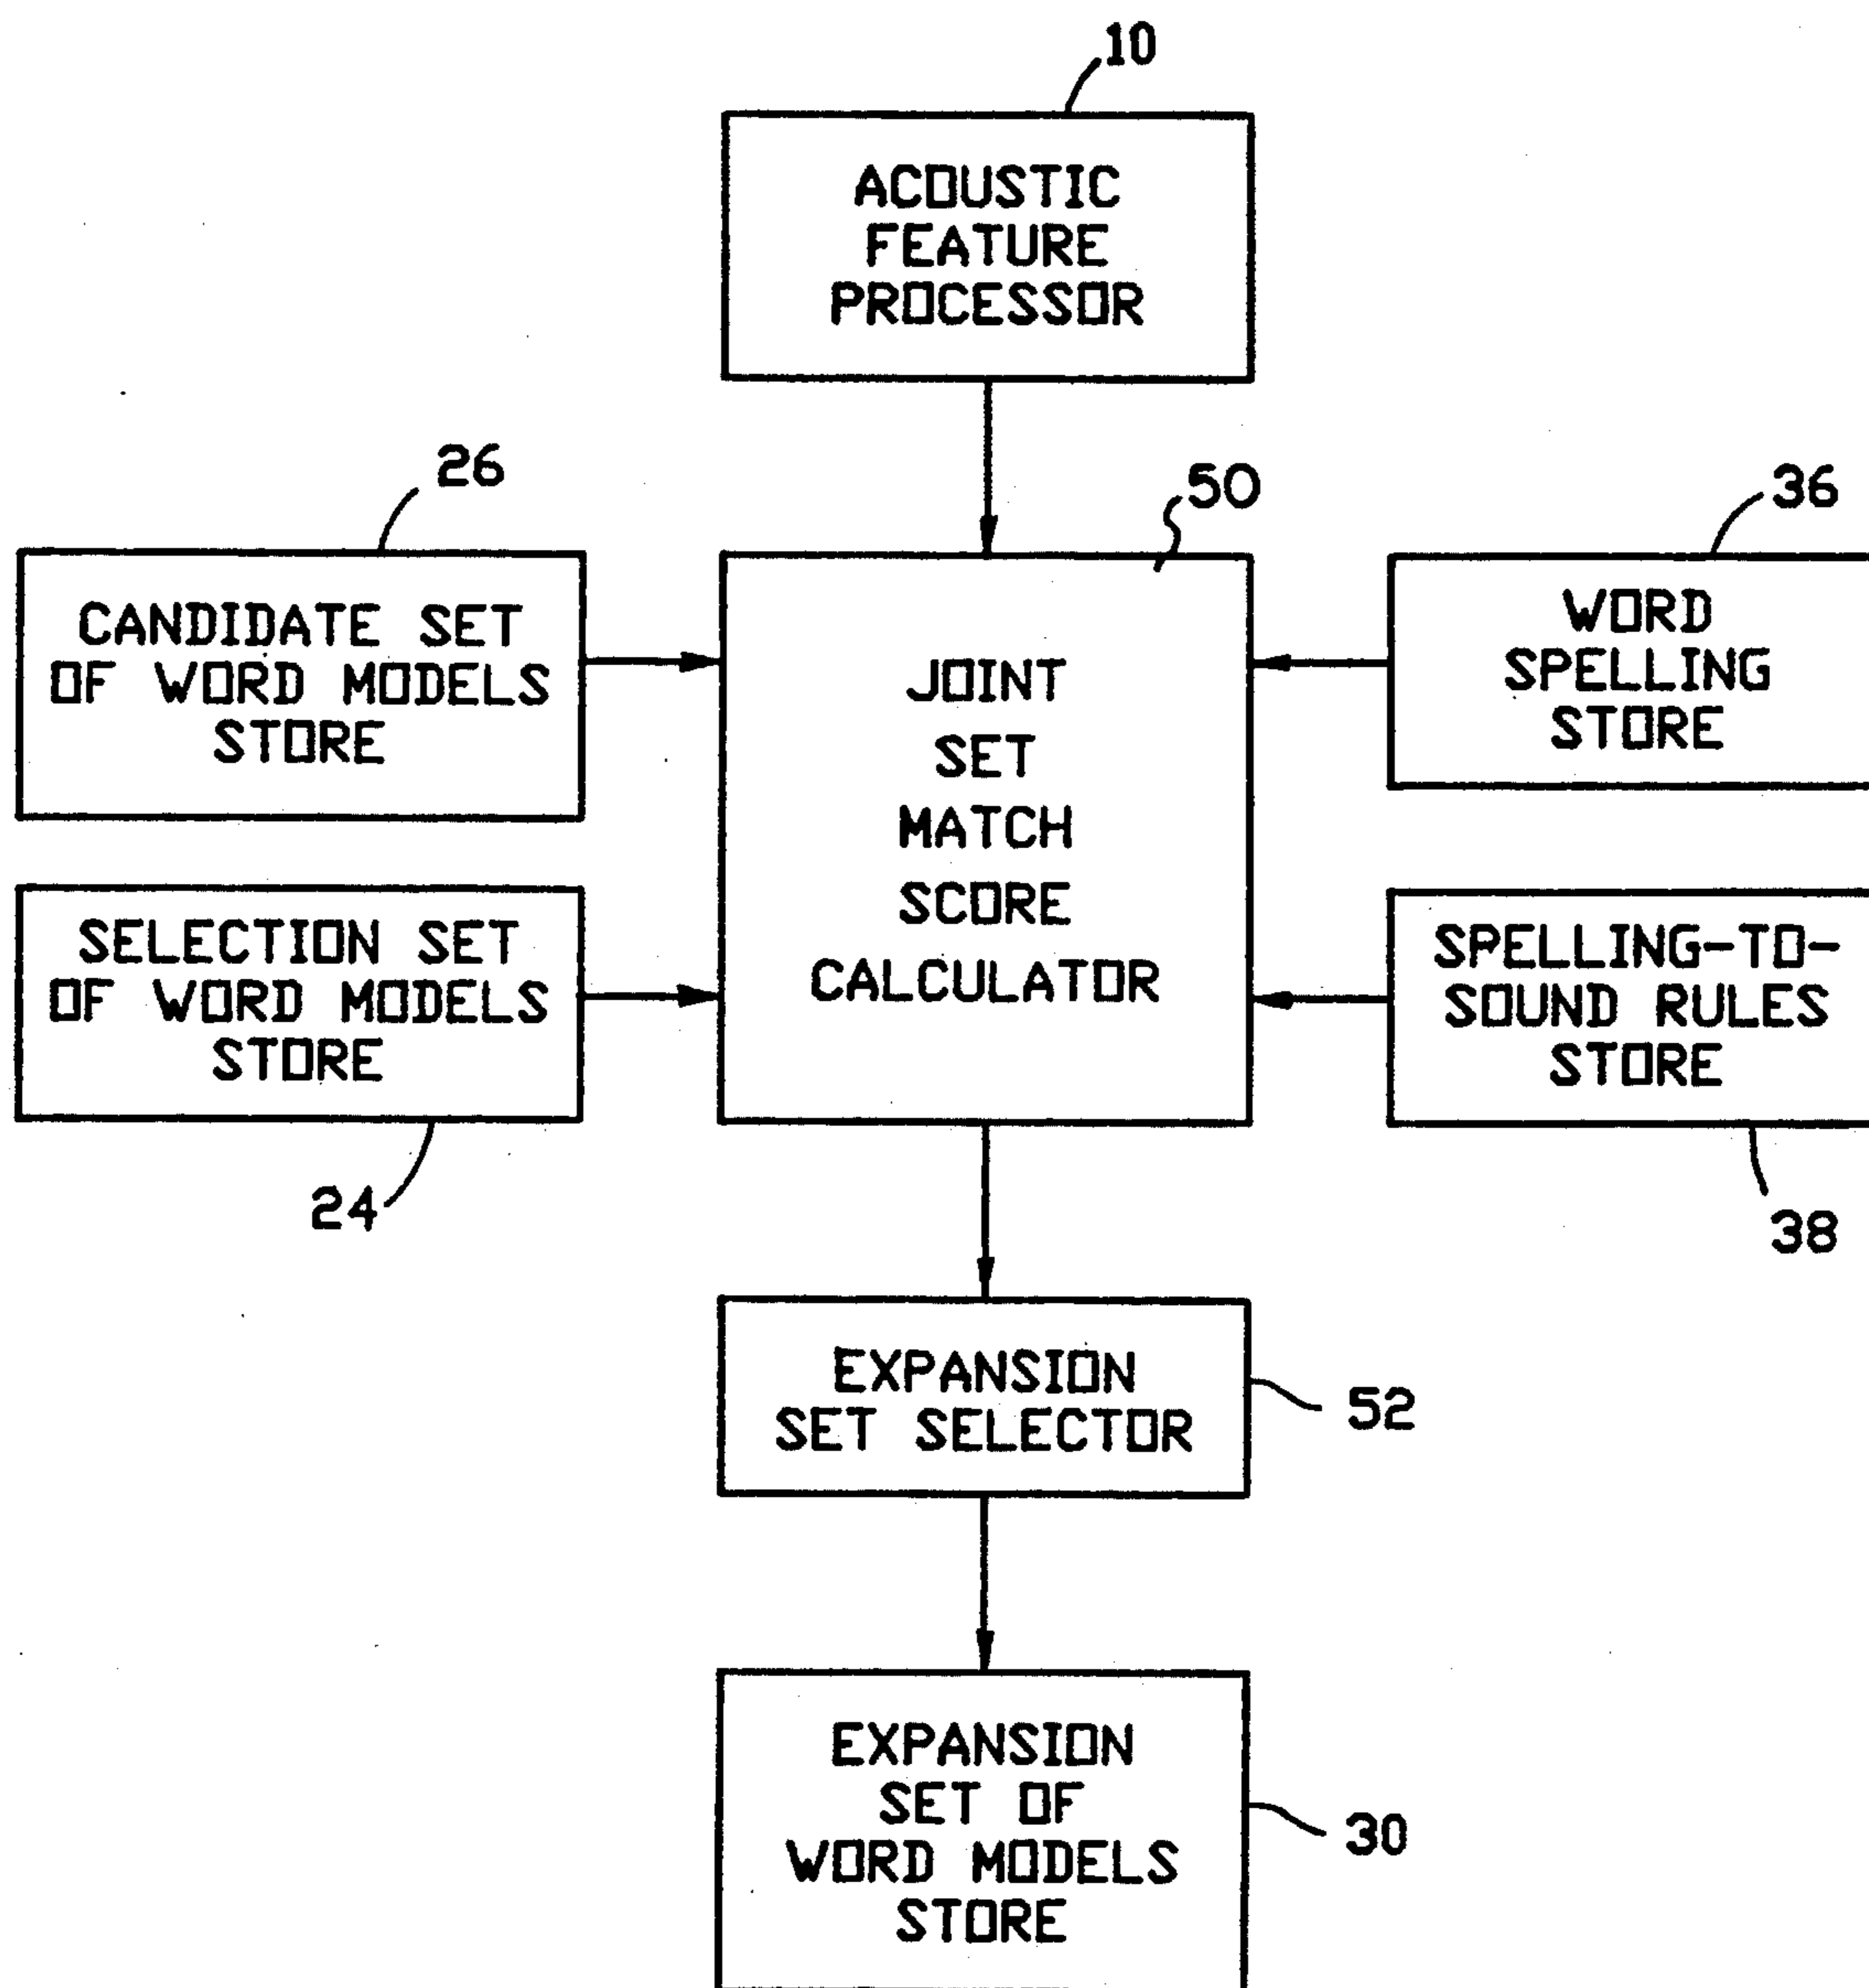 10
ACOUSTIC
FEATURE
PROCESSOR
26
CANDIDATE SET
OF WORD MODELS
STORE
50
JOINT
SET
MATCH
SCORE
CALCULATOR
36
WORD
SPELLING
STORE
SELECTION SET
OF WORD MODELS
STORE
24
SPELLING-TO-
SOUND RULES
STORE
38
EXPANSION
SET SELECTOR
52
EXPANSION
SET OF
WORD MODELS
STORE
30